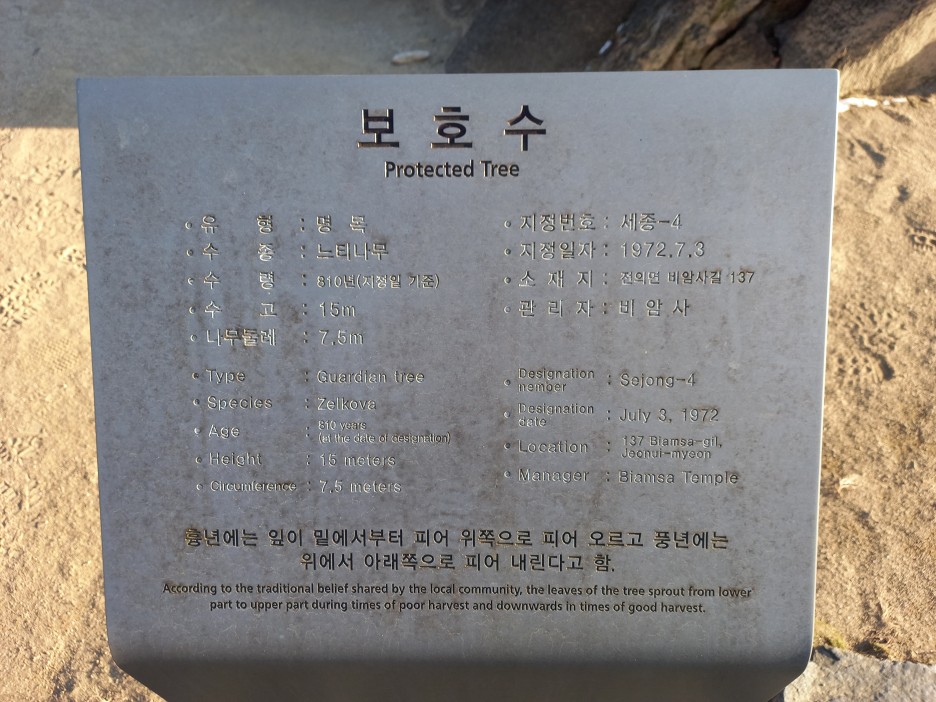 보 호 수
Protected Tree
• 유 형 : 명 목
• 수 종 : 느티나무
• 수 령 : 810년(지정일 기준)
• 수 고 : 15m
• 나무둘레 : 7.5m
• 지정번호 : 세종-4
• 지정일자 : 1972.7.3
• 소 재 지 : 전의면 비암사길 137
• 관 리 자 : 비 암 사
• Type : Guardian tree
• Species : Zelkova
• Age : 810 years
(at the date of designation)
• Height : 15 meters
• Circumference : 7.5 meters
• Designation
nember : Sejong-4
• Designation
date : July 3, 1972
• Location : 137 Biamsa-gil,
Jeonui-myeon
• Manager : Biamsa Temple
흉년에는 잎이 밑에서부터 피어 위쪽으로 피어 오르고 풍년에는
위에서 아래쪽으로 피어 내린다고 함.
According to the traditional belief shared by the local community, the leaves of the tree sprout from lower
part to upper part during times of poor harvest and downwards in times of good harvest.